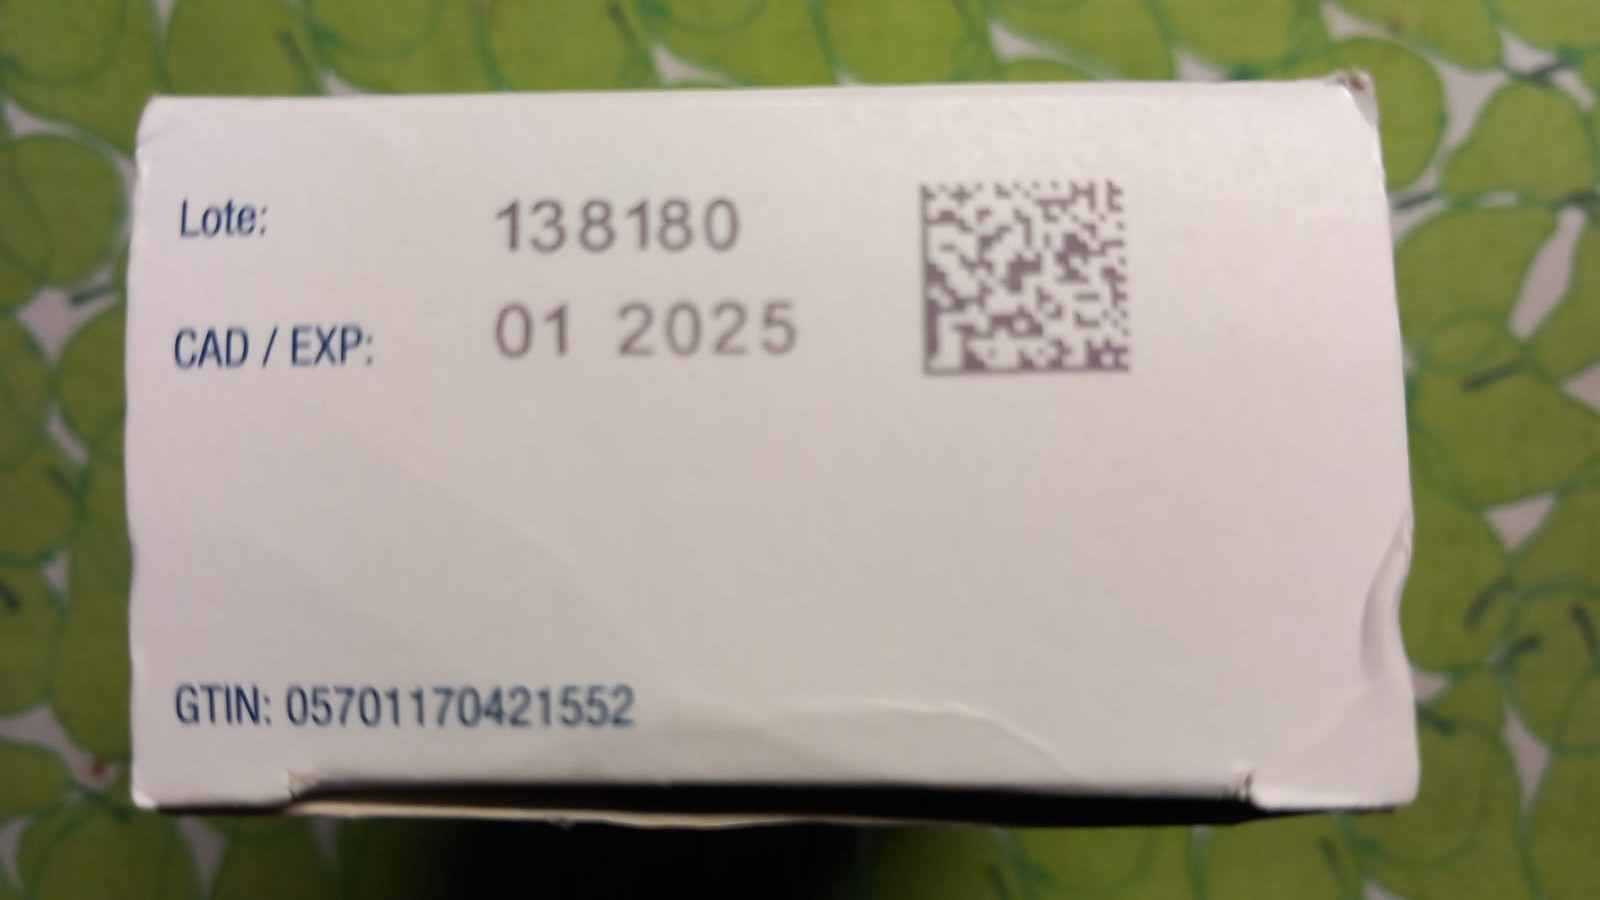 Lote: 138180
CAD / EXP: 01 2025
GTIN: 05701170421552